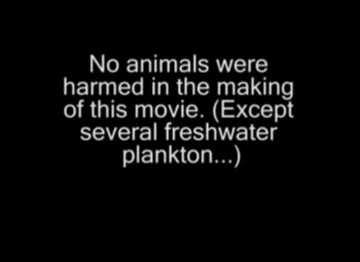 No animals were
harmed in the making
of this movie. (Except
several freshwater
plankton...)